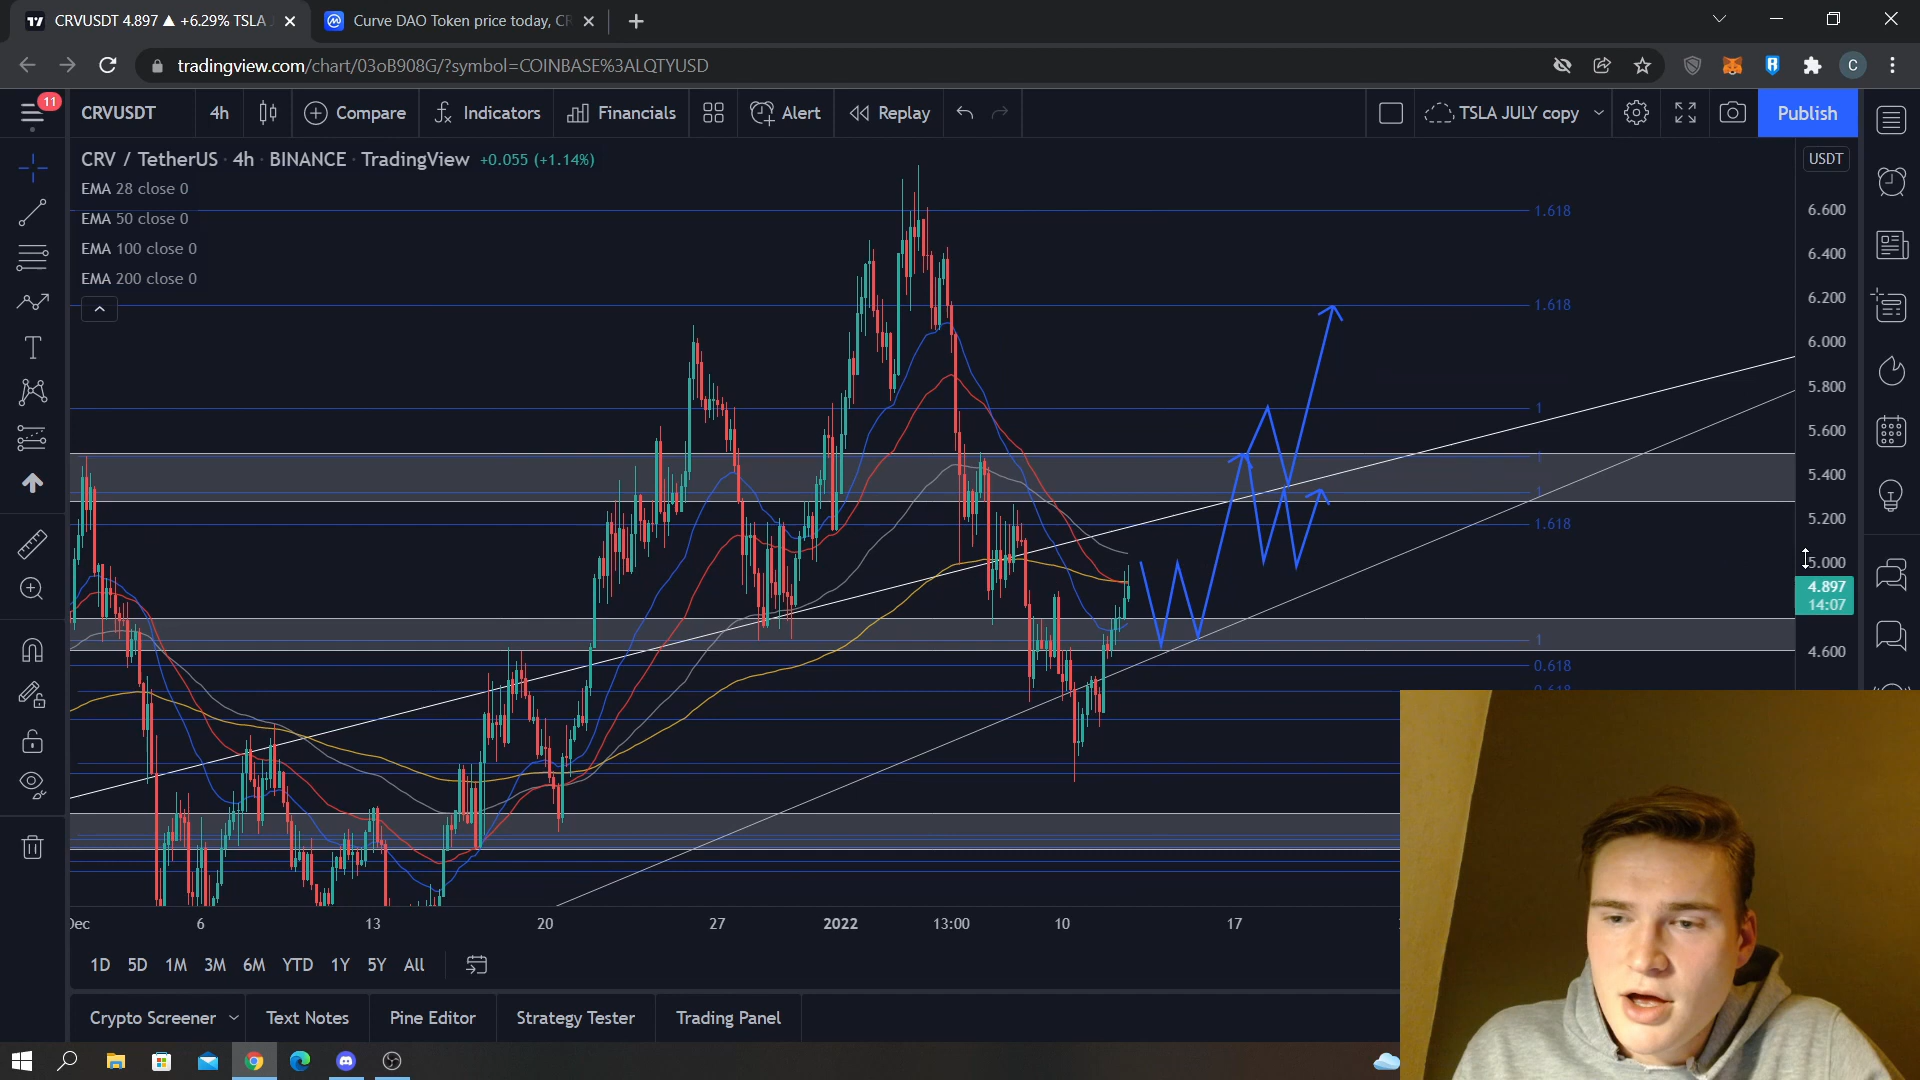 CRVUSDT 4.897 ▲ +6.29% TSLA
Curve DAO Token price today, CR
tradingview.com/chart/03oB908G/?symbol=COINBASE%3ALQTYUSD
C
11
CRVUSDT
4h
Compare
Indicators
Financials
Alert
Replay
TSLA JULY copy
Publish
CRV / TetherUS · 4h · BINANCE · TradingView +0.055 (+1.14%)
USDT
EMA 28 close 0
EMA 50 close 0
EMA 100 close 0
EMA 200 close 0
1.618
1.618
1
1
1
1.618
1
0.618
0.618
6.600
6.400
6.200
6.000
5.800
5.600
5.400
5.200
5.000
4.897
14:07
4.600
Dec
6
13
20
27
2022
13:00
10
17
1D 5D 1M 3M 6M YTD 1Y 5Y All
Crypto Screener
Text Notes
Pine Editor
Strategy Tester
Trading Panel